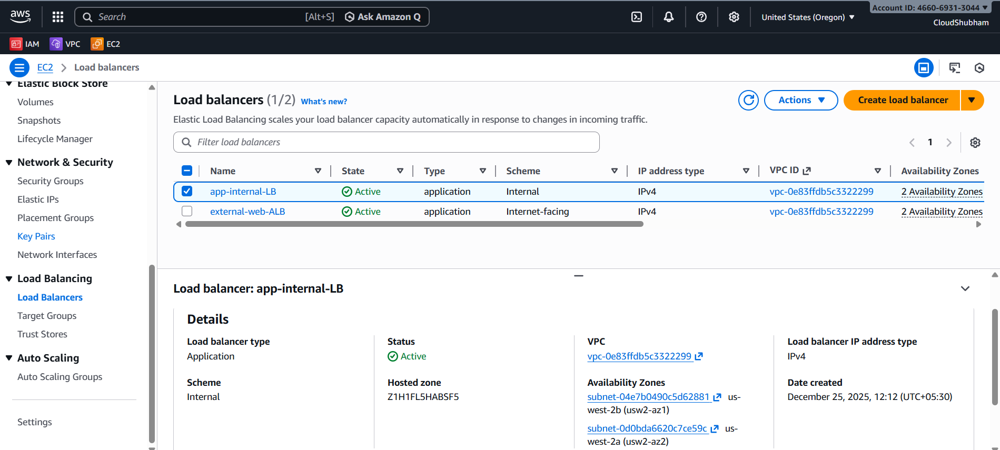 aws
Search [Alt+S] Ask Amazon Q
United States (Oregon) ▼
Account ID: 4660-6931-3044 ▼
CloudShubham
IAM VPC EC2
EC2 > Load balancers
Elastic Block Store
Volumes
Snapshots
Lifecycle Manager
Network & Security
Security Groups
Elastic IPs
Placement Groups
Key Pairs
Network Interfaces
Load Balancing
Load Balancers
Target Groups
Trust Stores
Auto Scaling
Auto Scaling Groups
Settings
Load balancers (1/2) What's new?
Actions Create load balancer
Elastic Load Balancing scales your load balancer capacity automatically in response to changes in incoming traffic.
Filter load balancers
1
Name State Type Scheme IP address type VPC ID Availability Zones
app-internal-LB Active application Internal IPv4 vpc-0e83ffdb5c3322299 2 Availability Zones
external-web-ALB Active application Internet-facing IPv4 vpc-0e83ffdb5c3322299 2 Availability Zones
Load balancer: app-internal-LB
Details
Load balancer type
Application
Scheme
Internal
Status
Active
Hosted zone
Z1H1FL5HABSF5
VPC
vpc-0e83ffdb5c3322299
Availability Zones
subnet-04e7b0490c5d62881 us-
west-2b (usw2-az1)
subnet-0d0bda6620c7ce59c us-
west-2a (usw2-az2)
Load balancer IP address type
IPv4
Date created
December 25, 2025, 12:12 (UTC+05:30)